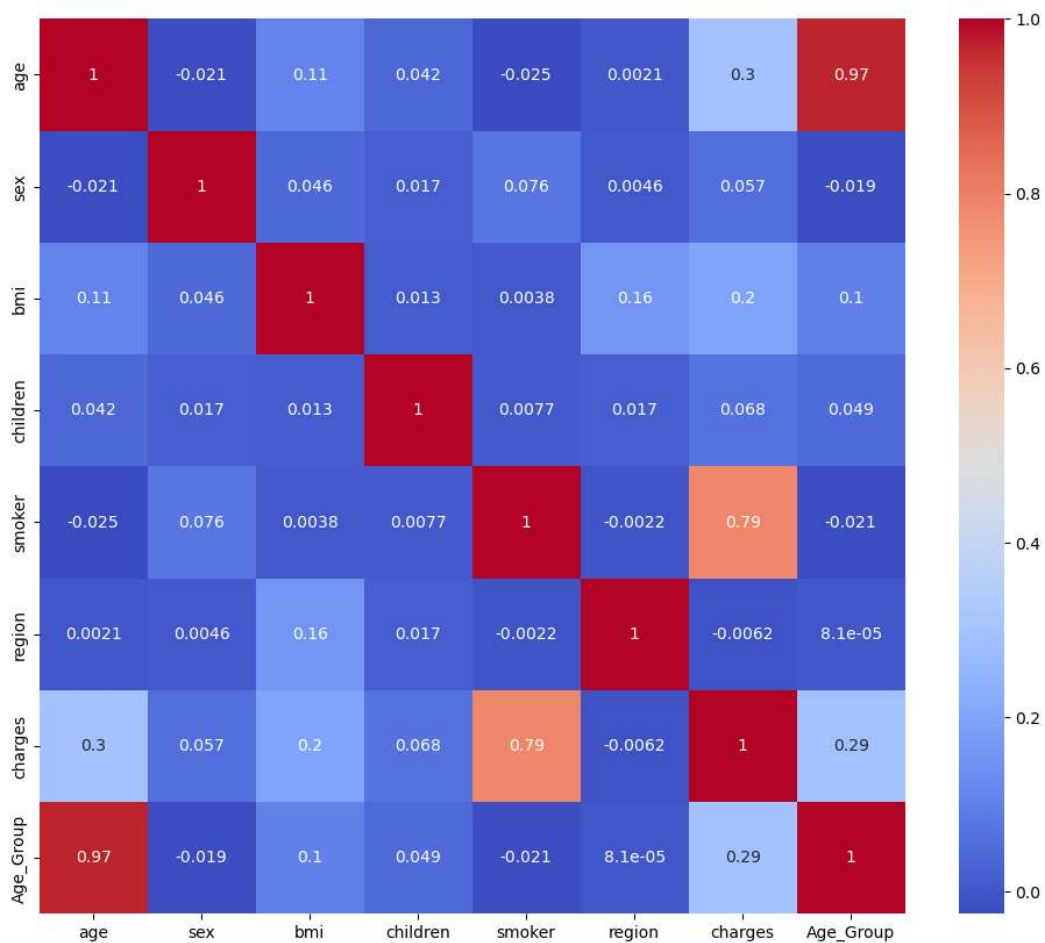 1.0
age 1 -0.021 0.11 0.042 -0.025 0.0021 0.3 0.97
sex -0.021 1 0.046 0.017 0.076 0.0046 0.057 -0.019
0.8
bmi 0.11 0.046 1 0.013 0.0038 0.16 0.2 0.1
0.6
children 0.042 0.017 0.013 1 0.0077 0.017 0.068 0.049
smoker -0.025 0.076 0.0038 0.0077 1 -0.0022 0.79 -0.021
0.4
region 0.0021 0.0046 0.16 0.017 -0.0022 1 -0.0062 8.1e-05
0.2
charges 0.3 0.057 0.2 0.068 0.79 -0.0062 1 0.29
Age_Group 0.97 -0.019 0.1 0.049 -0.021 8.1e-05 0.29 1
0.0
age sex bmi children smoker region charges Age_Group